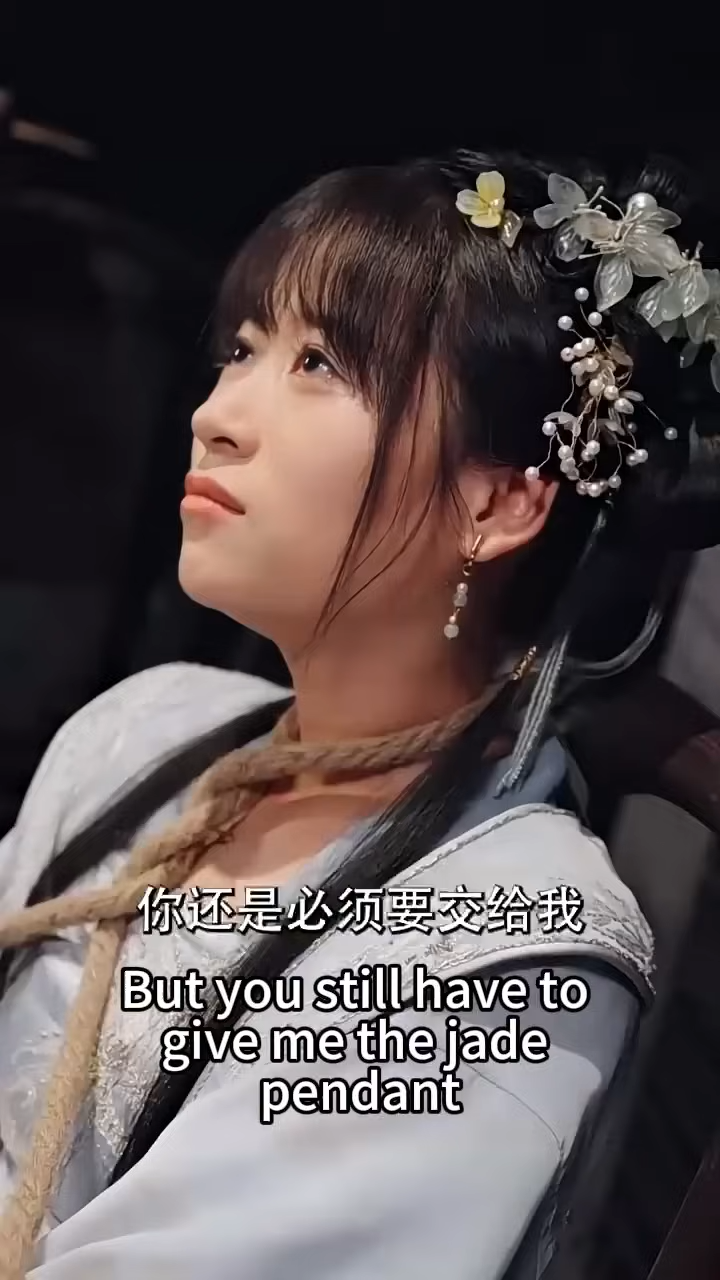 你还是必须要交给我
But you still have to
give me the jade
pendant